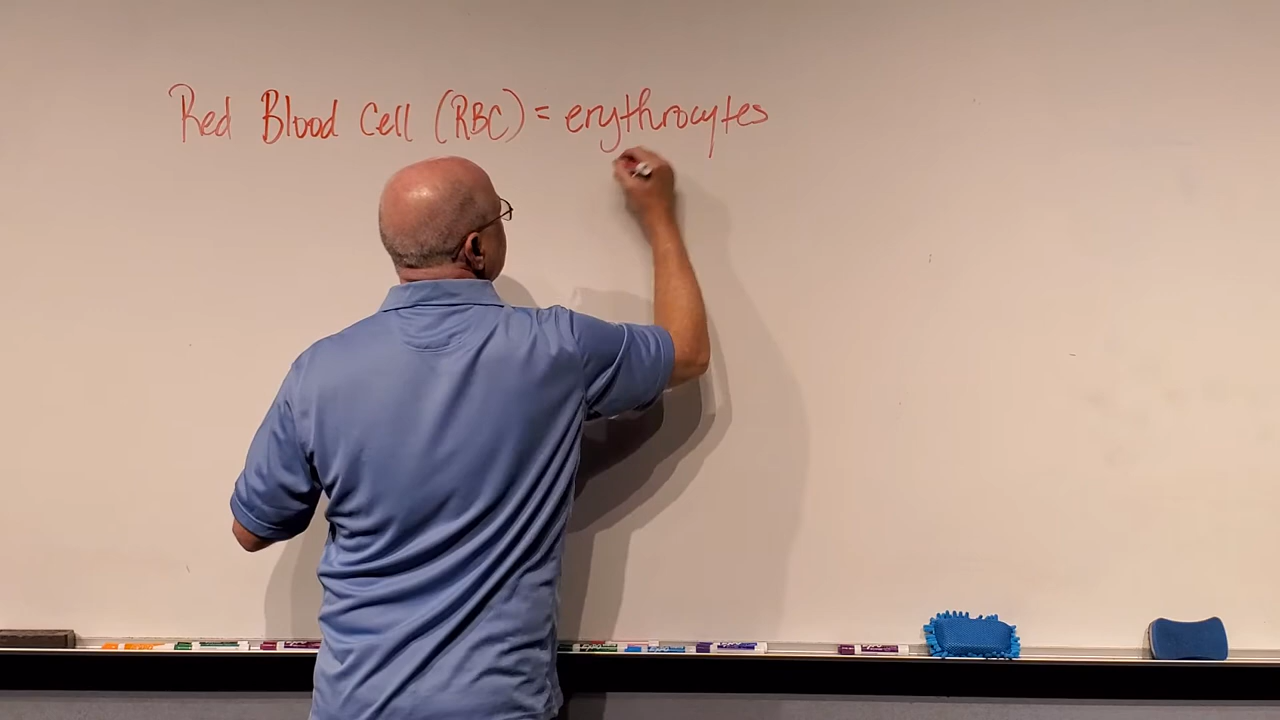 Red Blood Cell (RBC) = erythrocytes